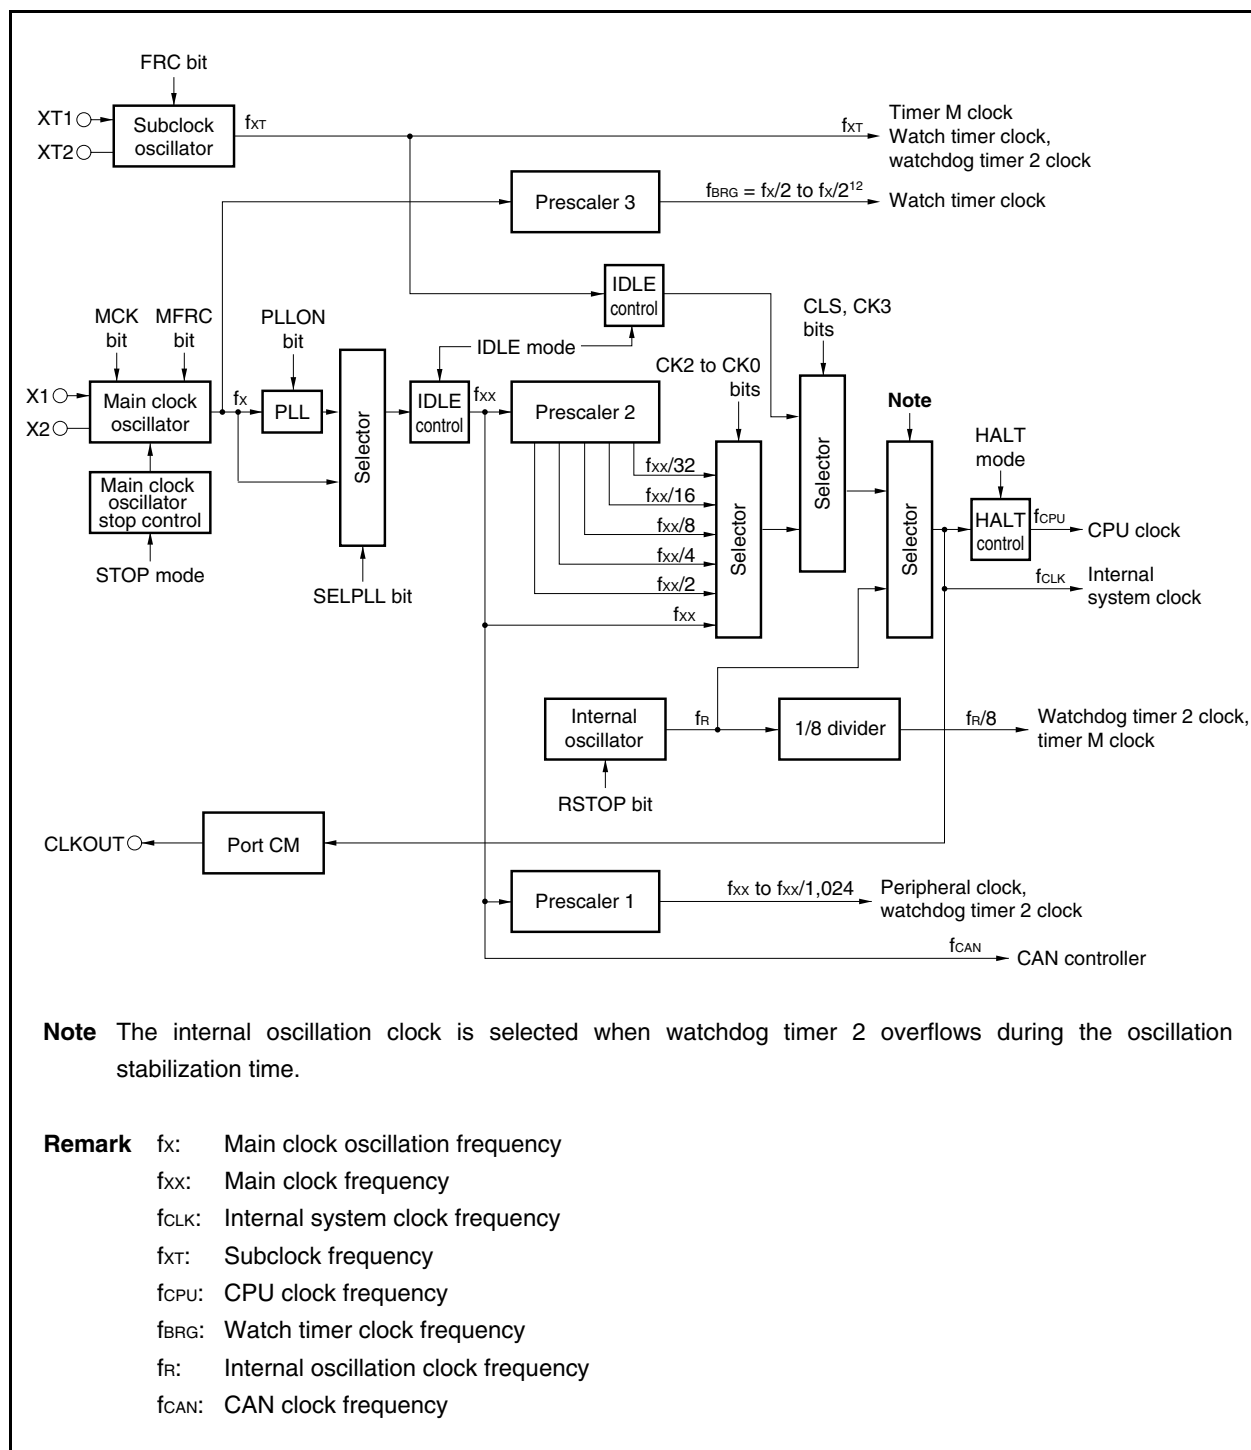 FRC bit
XT1
XT2
Subclock
oscillator
fXT
fXT
Timer M clock
Watch timer clock,
watchdog timer 2 clock
Prescaler 3
fBRG = fX/2 to fX/2¹²
Watch timer clock
IDLE
control
MCK
bit
MFRC
bit
PLLON
bit
IDLE mode
CLS, CK3
bits
CK2 to CK0
bits
X1
X2
Main clock
oscillator
fX
PLL
Selector
IDLE
control
fXX
Prescaler 2
Note
HALT
mode
Main clock
oscillator
stop control
STOP mode
SELPLL bit
fXX/32
fXX/16
fXX/8
fXX/4
fXX/2
fXX
Selector
Selector
Selector
HALT
control
fCPU
CPU clock
fCLK
Internal
system clock
Internal
oscillator
fR
1/8 divider
fR/8
Watchdog timer 2 clock,
timer M clock
RSTOP bit
CLKOUT
Port CM
Prescaler 1
fXX to fXX/1,024
Peripheral clock,
watchdog timer 2 clock
fCAN
CAN controller
Note The internal oscillation clock is selected when watchdog timer 2 overflows during the oscillation
stabilization time.
Remark fX: Main clock oscillation frequency
fXX: Main clock frequency
fCLK: Internal system clock frequency
fXT: Subclock frequency
fCPU: CPU clock frequency
fBRG: Watch timer clock frequency
fR: Internal oscillation clock frequency
fCAN: CAN clock frequency